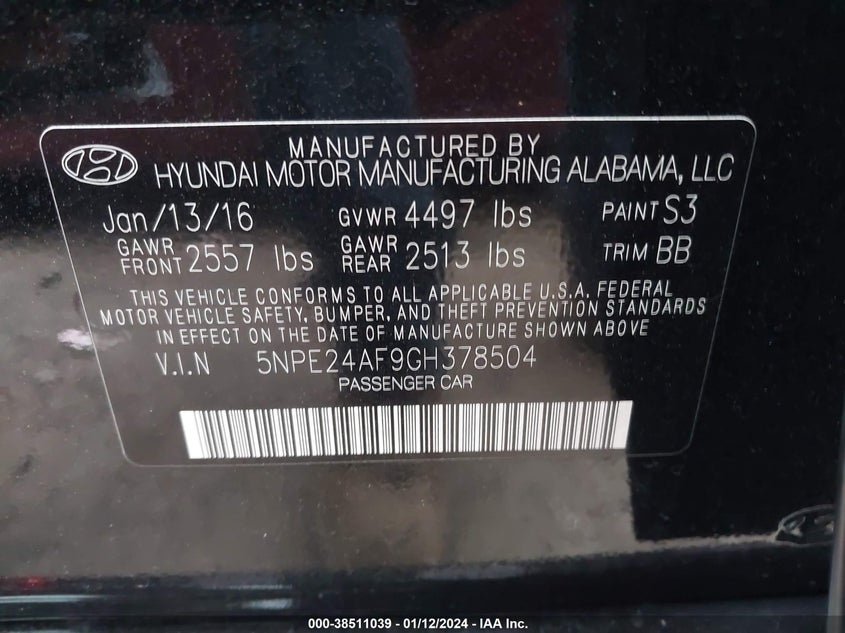 MANUFACTURED BY
HYUNDAI MOTOR MANUFACTURING ALABAMA, LLC
Jan/13/16 GVWR 4497 lbs PAINT S3
GAWR FRONT 2557 lbs GAWR REAR 2513 lbs TRIM BB
THIS VEHICLE CONFORMS TO ALL APPLICABLE U.S.A. FEDERAL
MOTOR VEHICLE SAFETY, BUMPER, AND THEFT PREVENTION STANDARDS
IN EFFECT ON THE DATE OF MANUFACTURE SHOWN ABOVE
V.I.N 5NPE24AF9GH378504
PASSENGER CAR
000-38511039 - 01/12/2024 - IAA Inc.